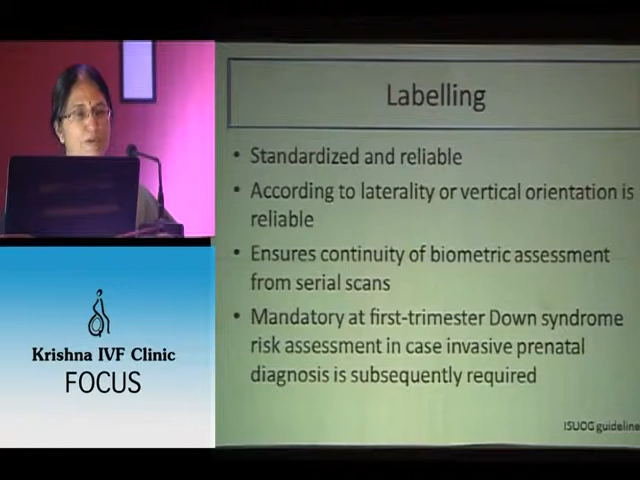 Labelling
• Standardized and reliable
• According to laterality or vertical orientation is
reliable
• Ensures continuity of biometric assessment
from serial scans
• Mandatory at first-trimester Down syndrome
risk assessment in case invasive prenatal
diagnosis is subsequently required
ISUOG guideline
Krishna IVF Clinic
FOCUS